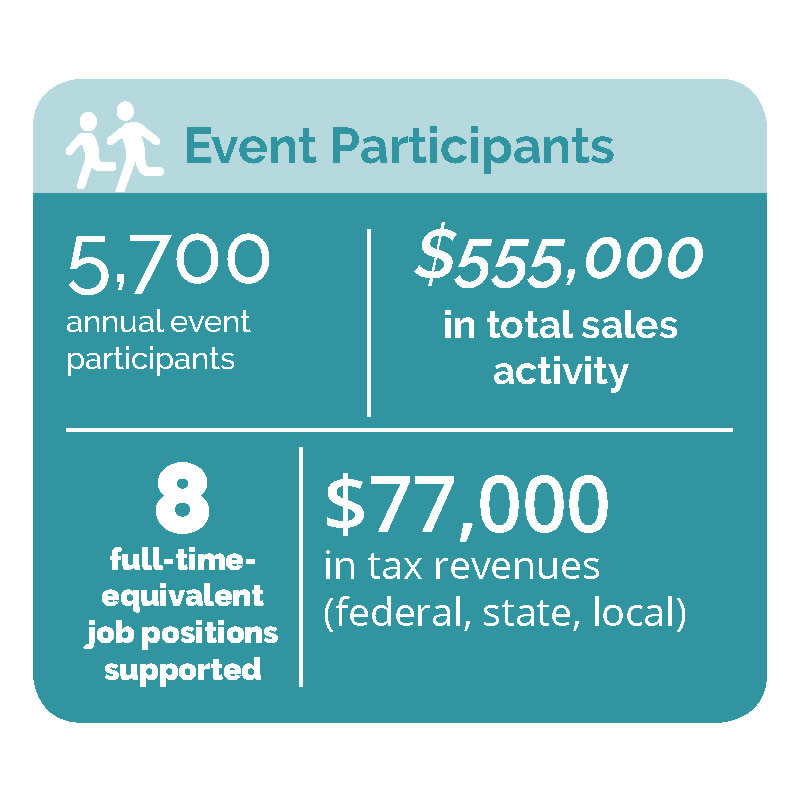 Event Participants
5,700
annual event
participants
$555,000
in total sales
activity
8
full-time-
equivalent
job positions
supported
$77,000
in tax revenues
(federal, state, local)